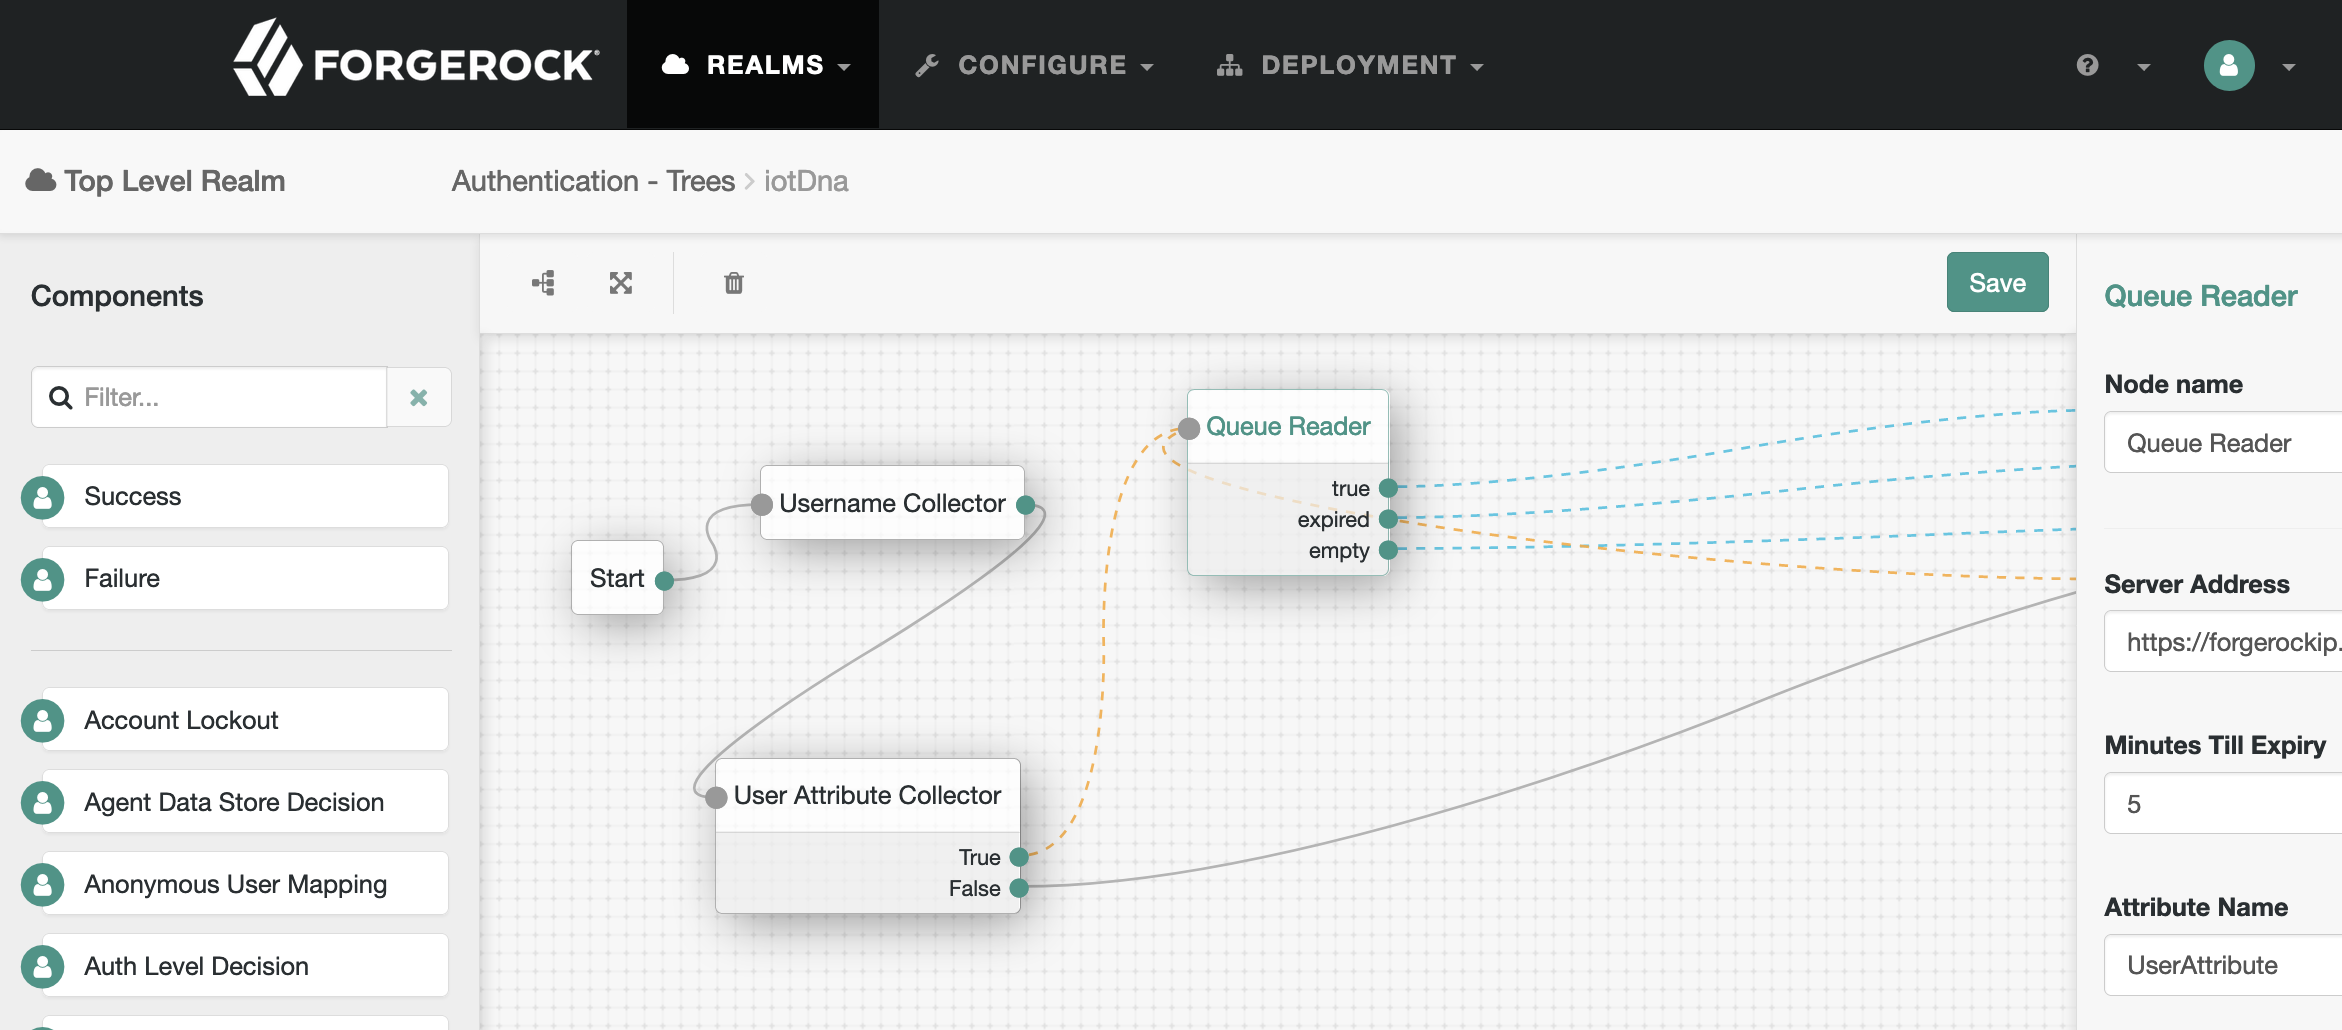 FORGEROCK
REALMS
CONFIGURE
DEPLOYMENT
Top Level Realm
Authentication - Trees > iotDna
Components
Filter...
Success
Failure
Account Lockout
Agent Data Store Decision
Anonymous User Mapping
Auth Level Decision
Save
Start
Username Collector
User Attribute Collector
True
False
Queue Reader
true
expired
empty
Queue Reader
Node name
Queue Reader
Server Address
https://forgerockip.
Minutes Till Expiry
5
Attribute Name
UserAttribute